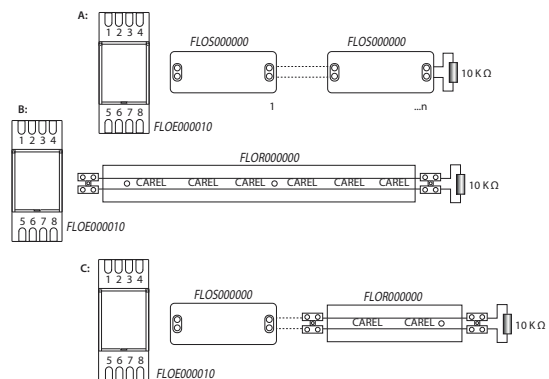 A:
1 2 3 4
5 6 7 8
FLOE000010
FLOS000000
FLOS000000
10 K Ω
1
...n
B:
1 2 3 4
5 6 7 8
FLOE000010
FLOR000000
CAREL CAREL CAREL CAREL CAREL CAREL
10 K Ω
C:
1 2 3 4
5 6 7 8
FLOE000010
FLOS000000
FLOR000000
CAREL CAREL
10 K Ω